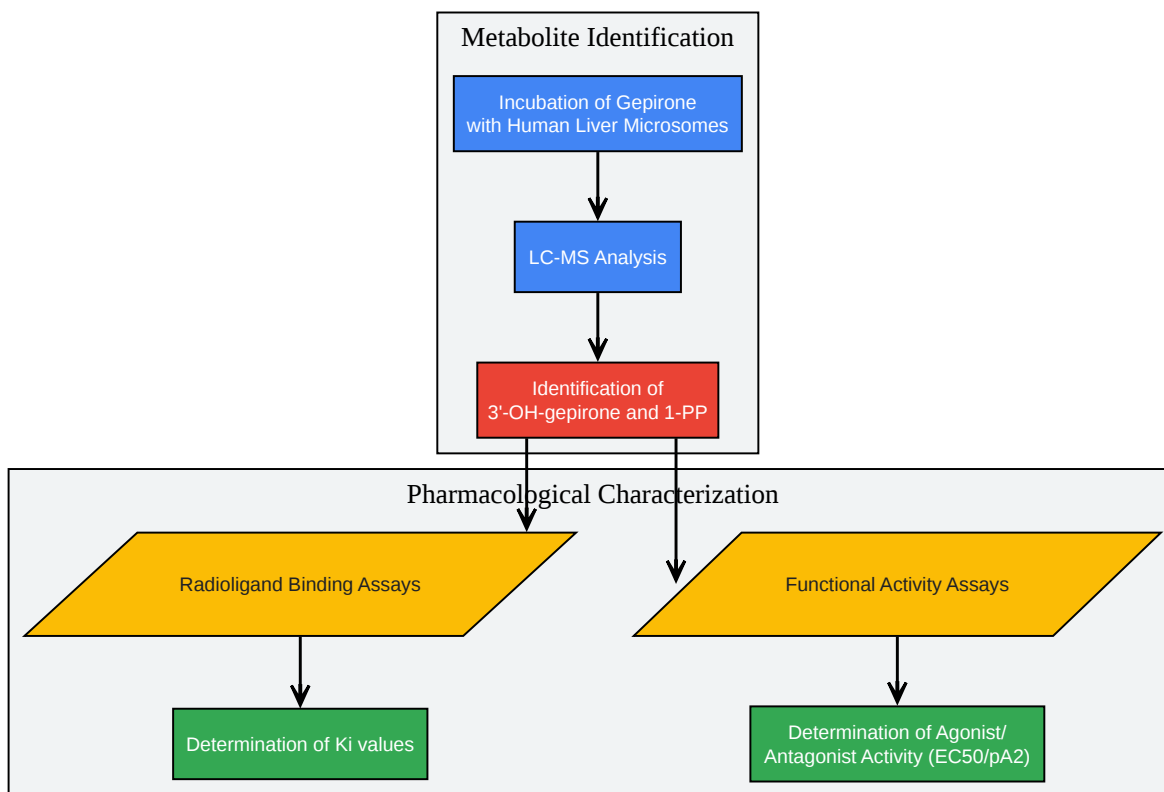 Metabolite Identification
Incubation of Gepirone
with Human Liver Microsomes
LC-MS Analysis
Identification of
3'-OH-gepirone and 1-PP
Pharmacological Characterization
Radioligand Binding Assays
Functional Activity Assays
Determination of Ki values
Determination of Agonist/
Antagonist Activity (EC50/pA2)